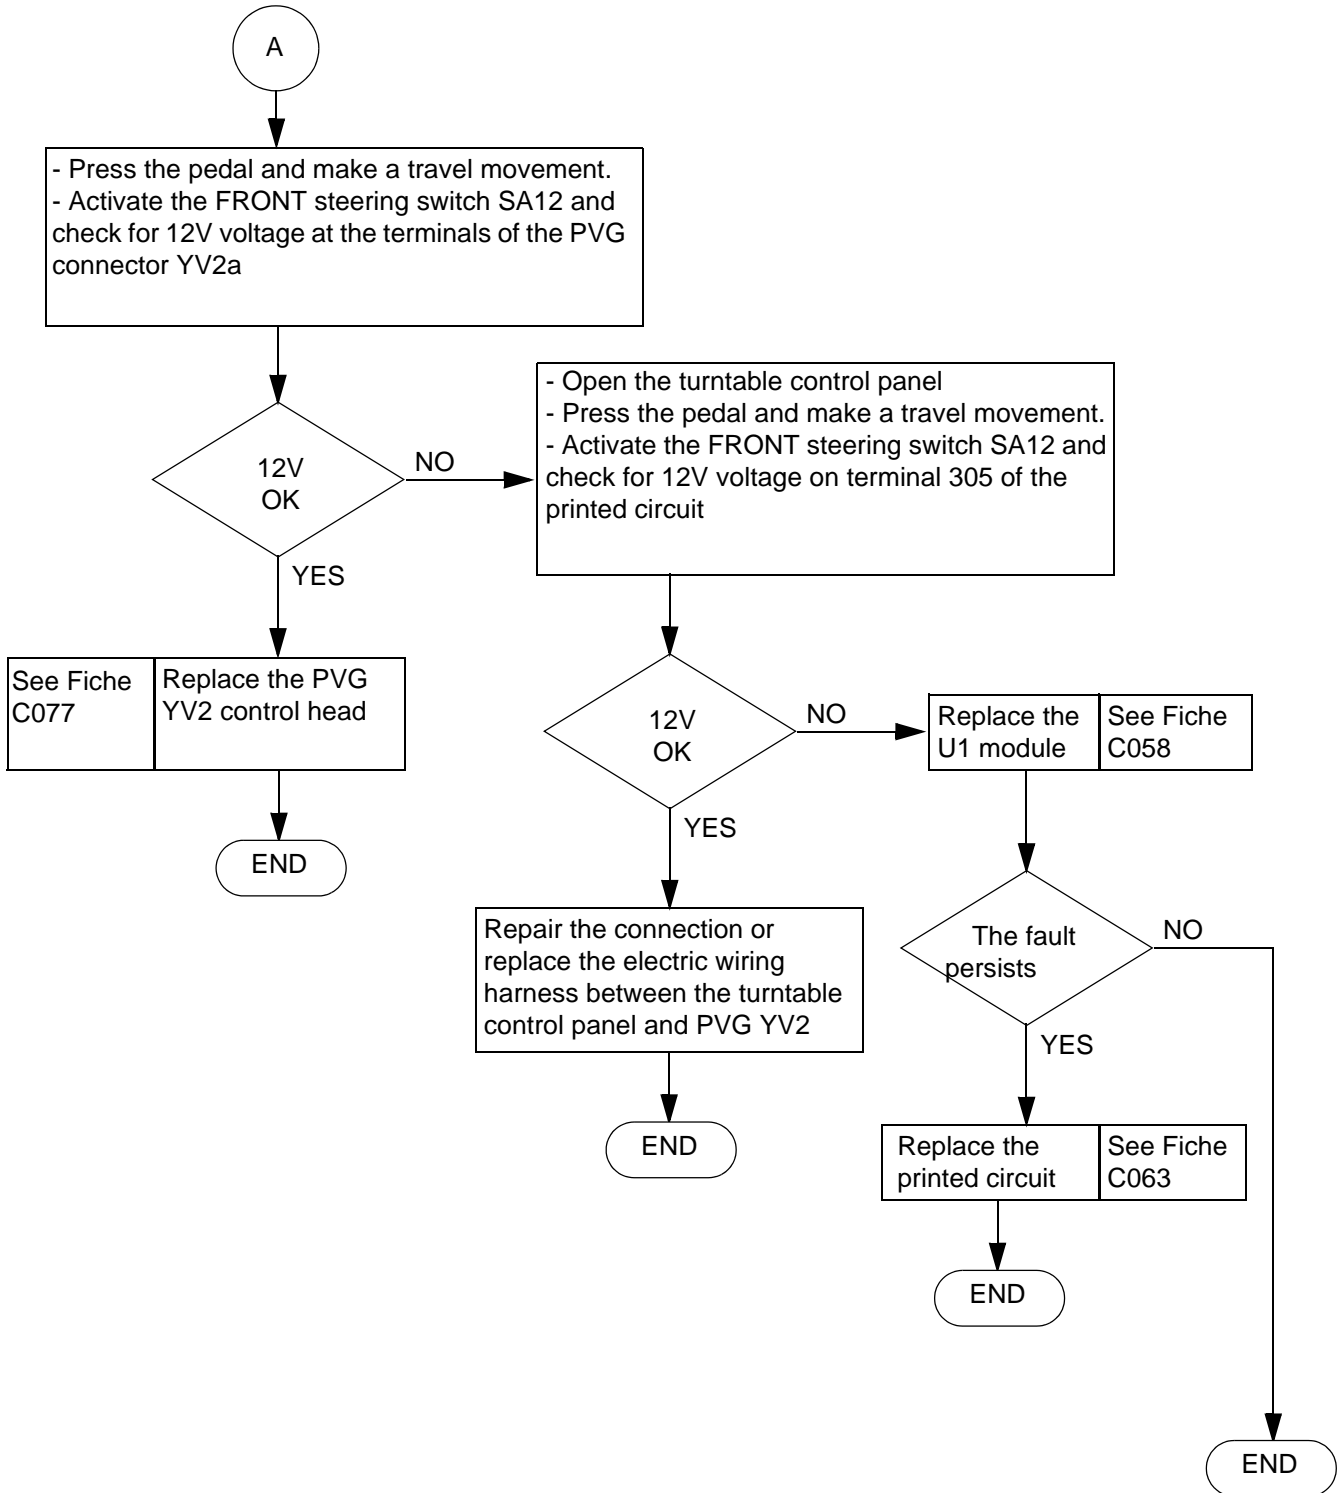 A
- Press the pedal and make a travel movement.
- Activate the FRONT steering switch SA12 and
check for 12V voltage at the terminals of the PVG
connector YV2a
- Open the turntable control panel
- Press the pedal and make a travel movement.
- Activate the FRONT steering switch SA12 and
check for 12V voltage on terminal 305 of the
printed circuit
12V
OK
NO
YES
See Fiche
C077
Replace the PVG
YV2 control head
END
12V
OK
NO
YES
Replace the
U1 module
See Fiche
C058
Repair the connection or
replace the electric wiring
harness between the turntable
control panel and PVG YV2
END
The fault
persists
NO
YES
Replace the
printed circuit
See Fiche
C063
END
END